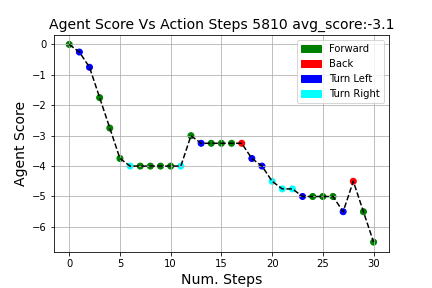 Agent Score Vs Action Steps 5810 avg_score:-3.1
0
−1
−2
−3
−4
−5
−6
Agent Score
Forward
Back
Turn Left
Turn Right
0 5 10 15 20 25 30
Num. Steps